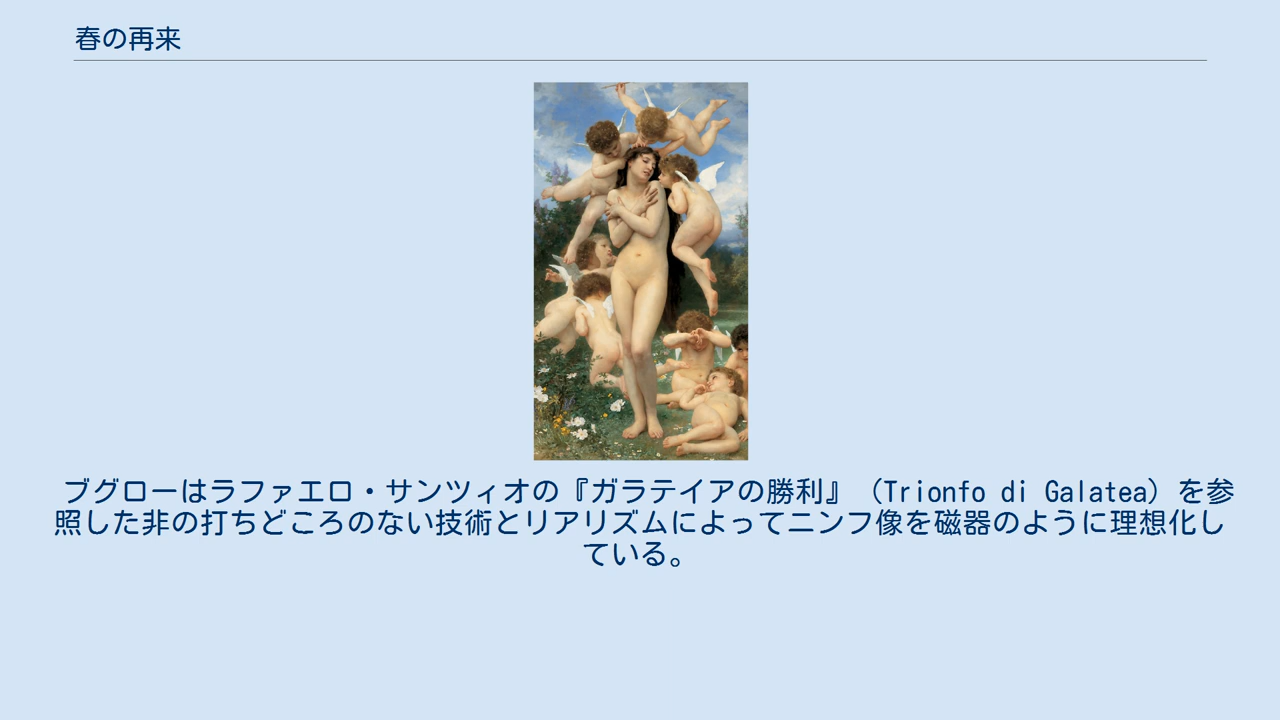 春の再来
ブグローはラファエロ・サンツィオの『ガラテイアの勝利』（Trionfo di Galatea）を参
照した非の打ちどころのない技術とリアリズムによってニンフ像を磁器のように理想化し
ている。